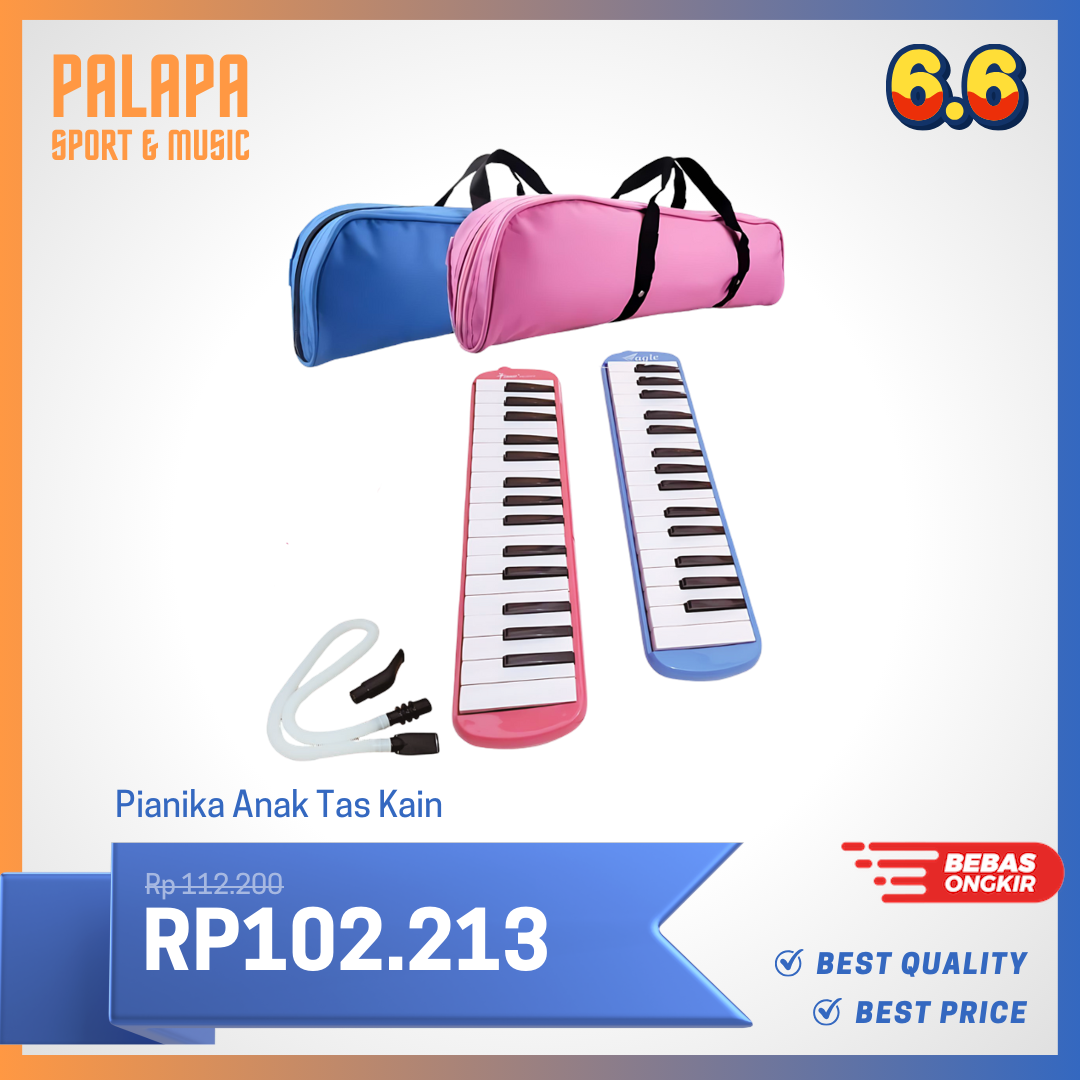 PALAPA
SPORT & MUSIC
6.6
agle
Pianika Anak Tas Kain
Rp 112.200
RP102.213
BEBAS
ONGKIR
BEST QUALITY
BEST PRICE